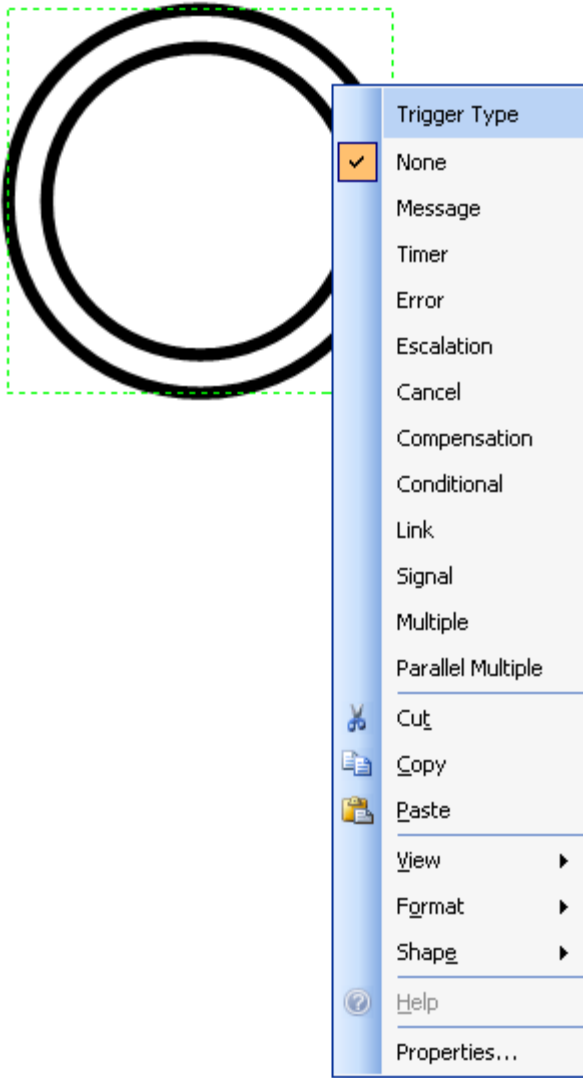 Trigger Type
None
Message
Timer
Error
Escalation
Cancel
Compensation
Conditional
Link
Signal
Multiple
Parallel Multiple
Cut
Copy
Paste
View
Format
Shape
Help
Properties...